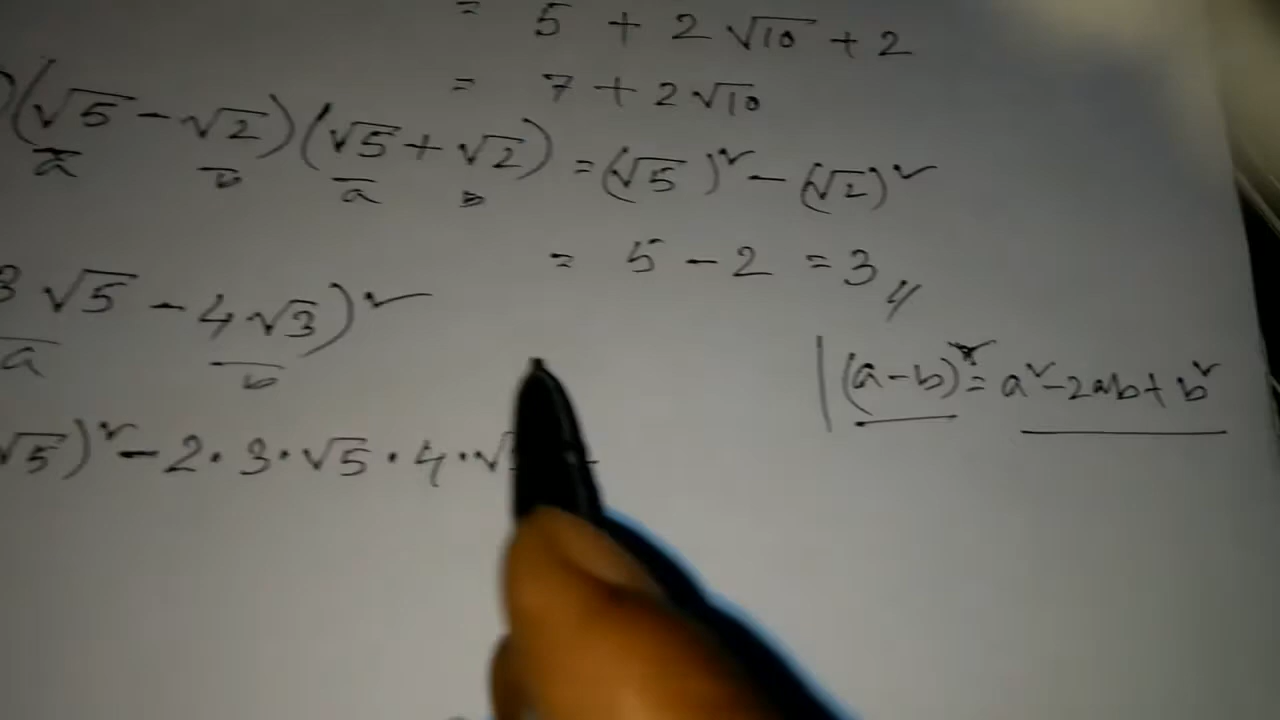 = 5 + 2√10 + 2
= 7 + 2√10
)(√5 − √2)(√5 + √2) = (√5)² − (√2)²
a b a b
= 5 − 2 = 3
3√5 − 4√3)²
a b
(a−b)² = a² − 2ab + b²
√5)² − 2·3·√5·4·√